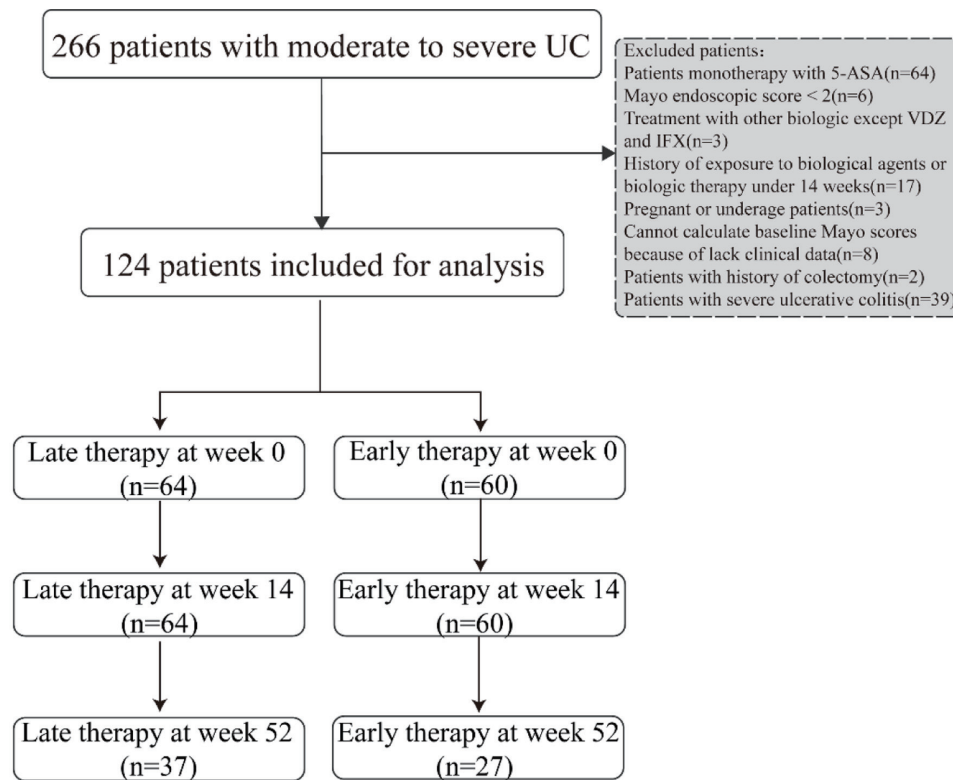 266 patients with moderate to severe UC
Excluded patients：
Patients monotherapy with 5-ASA(n=64)
Mayo endoscopic score < 2(n=6)
Treatment with other biologic except VDZ
and IFX(n=3)
History of exposure to biological agents or
biologic therapy under 14 weeks(n=17)
Pregnant or underage patients(n=3)
Cannot calculate baseline Mayo scores
because of lack clinical data(n=8)
Patients with history of colectomy(n=2)
Patients with severe ulcerative colitis(n=39)
124 patients included for analysis
Late therapy at week 0
(n=64)
Early therapy at week 0
(n=60)
Late therapy at week 14
(n=64)
Early therapy at week 14
(n=60)
Late therapy at week 52
(n=37)
Early therapy at week 52
(n=27)